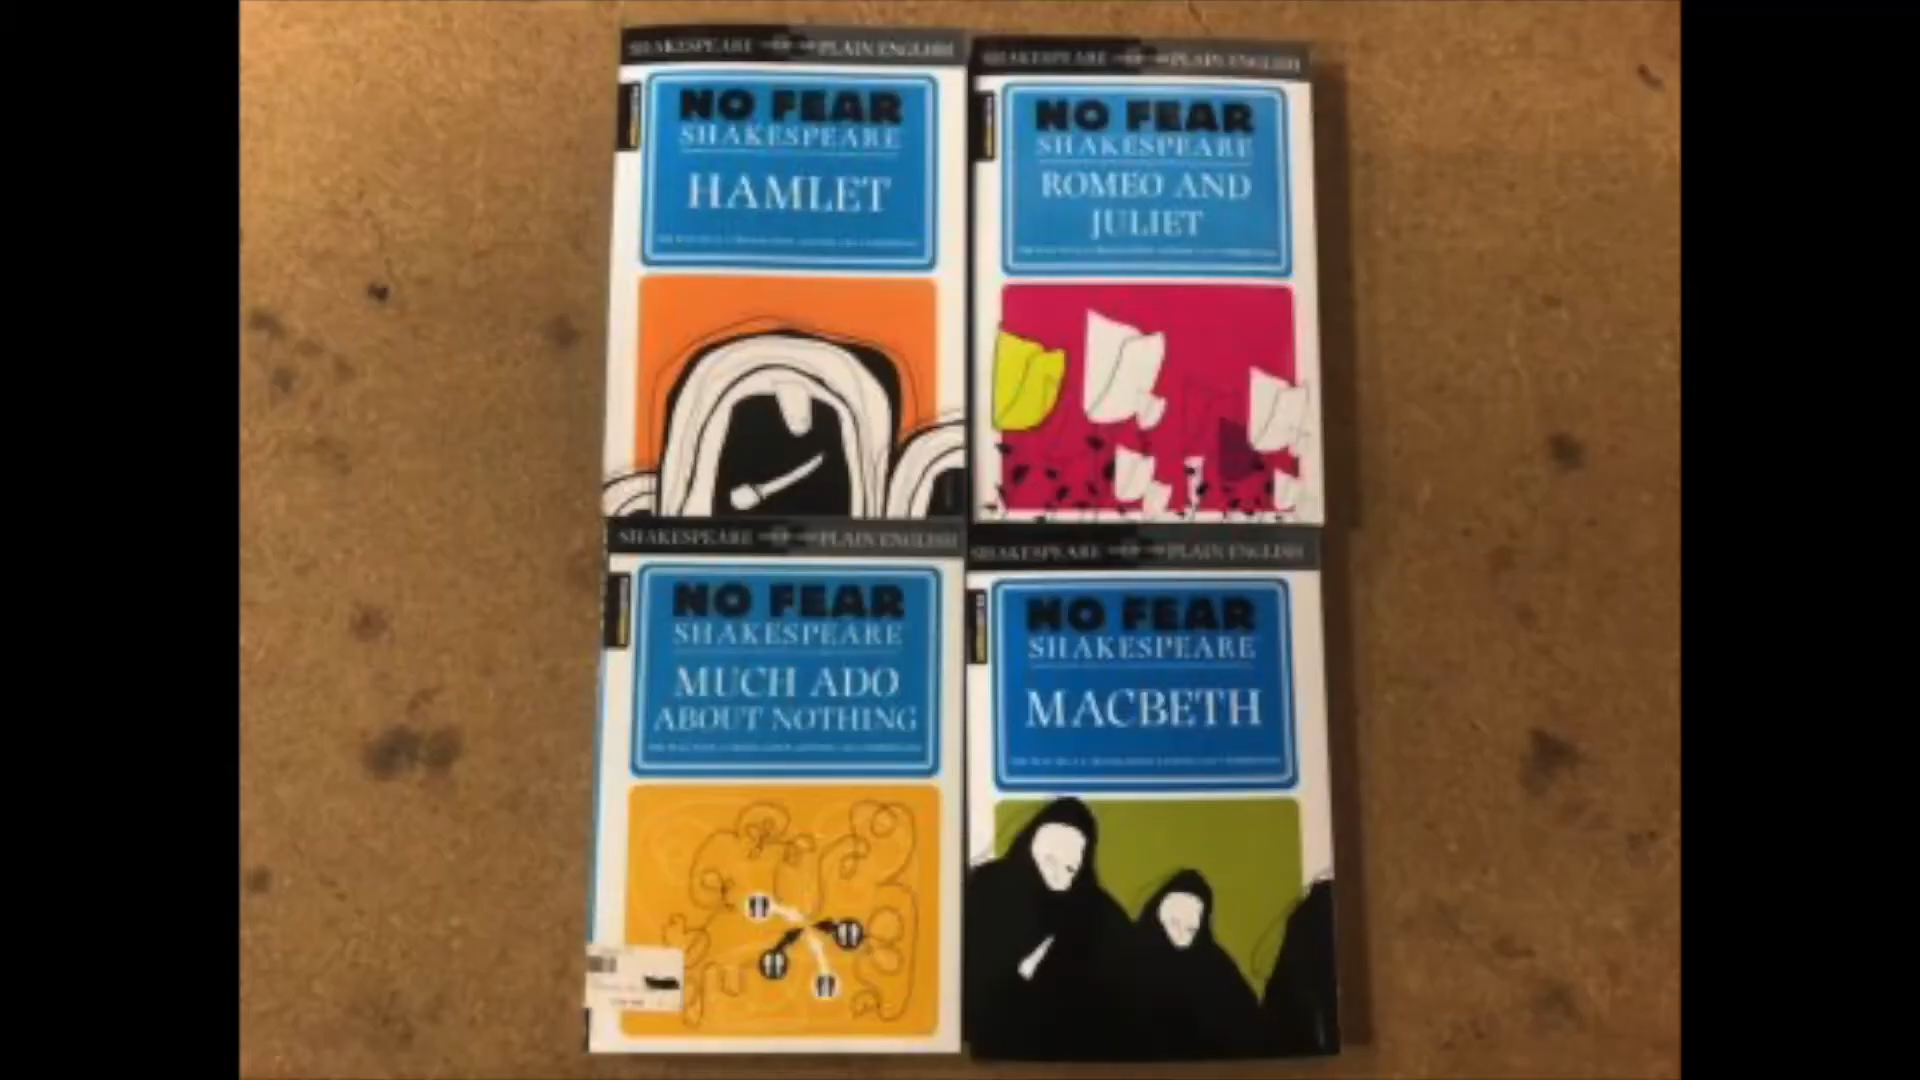 SHAKESPEARE PLAIN ENGLISH
NO FEAR
SHAKESPEARE
HAMLET
SHAKESPEARE PLAIN ENGLISH
NO FEAR
SHAKESPEARE
ROMEO AND
JULIET
SHAKESPEARE PLAIN ENGLISH
NO FEAR
SHAKESPEARE
MUCH ADO
ABOUT NOTHING
SHAKESPEARE PLAIN ENGLISH
NO FEAR
SHAKESPEARE
MACBETH